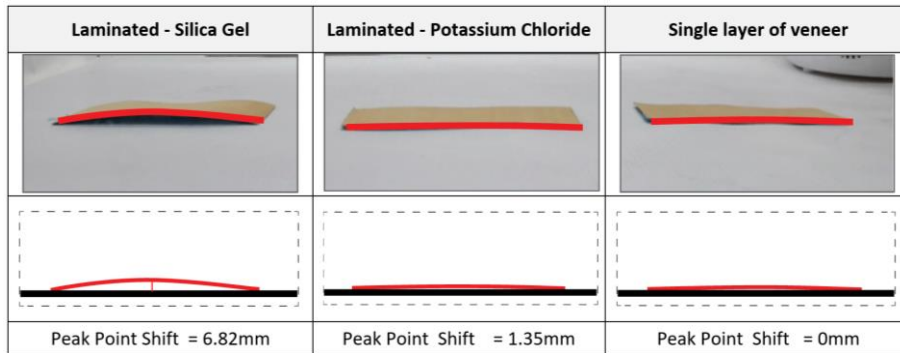 Laminated - Silica Gel
Laminated - Potassium Chloride
Single layer of veneer
Peak Point Shift = 6.82mm
Peak Point Shift = 1.35mm
Peak Point Shift = 0mm